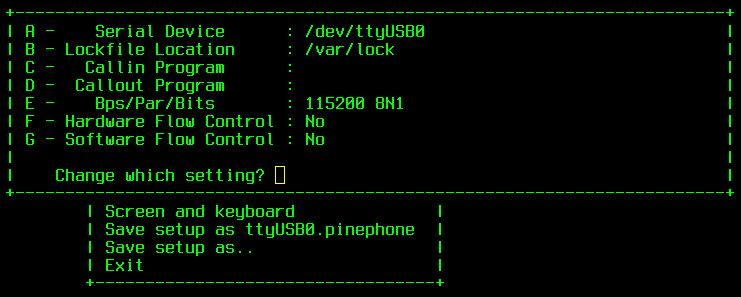 A - Serial Device : /dev/ttyUSB0
B - Lockfile Location : /var/lock
C - Callin Program :
D - Callout Program :
E - Bps/Par/Bits : 115200 8N1
F - Hardware Flow Control : No
G - Software Flow Control : No
Change which setting?
Screen and keyboard
Save setup as ttyUSB0.pinephone
Save setup as..
Exit